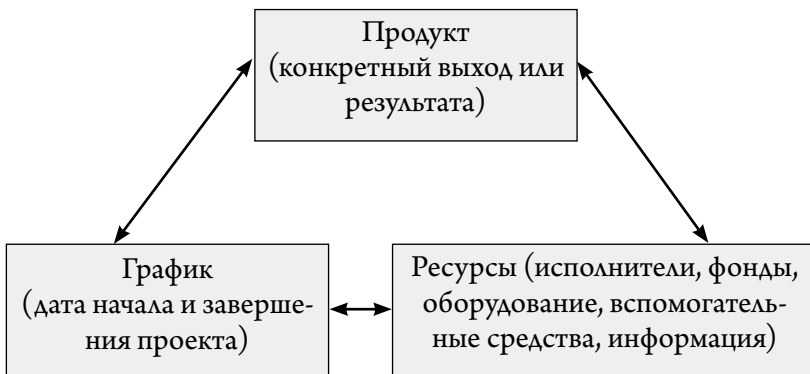 Продукт
(конкретный выход или
результата)
График
(дата начала и заверше-
ния проекта)
Ресурсы (исполнители, фонды,
оборудование, вспомогатель-
ные средства, информация)